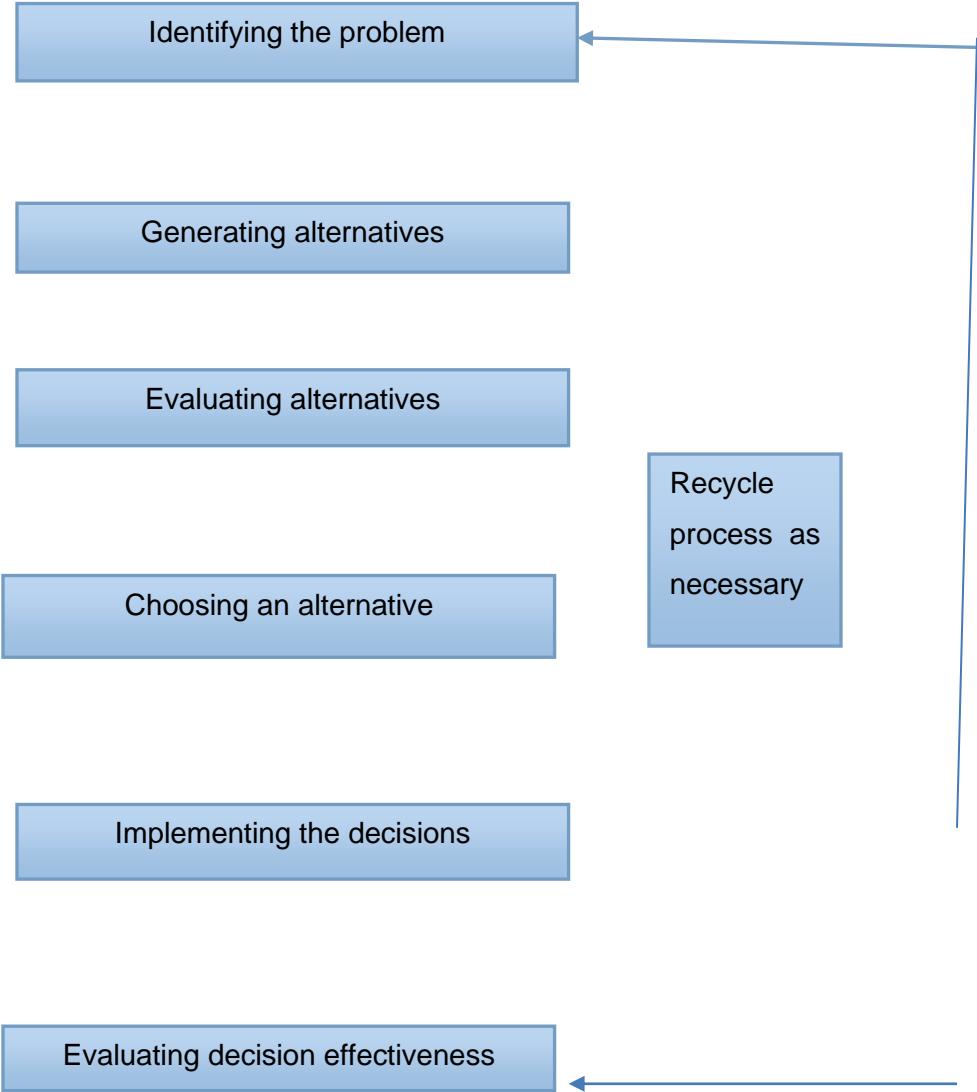 Identifying the problem
Generating alternatives
Evaluating alternatives
Recycle
process as
necessary
Choosing an alternative
Implementing the decisions
Evaluating decision effectiveness